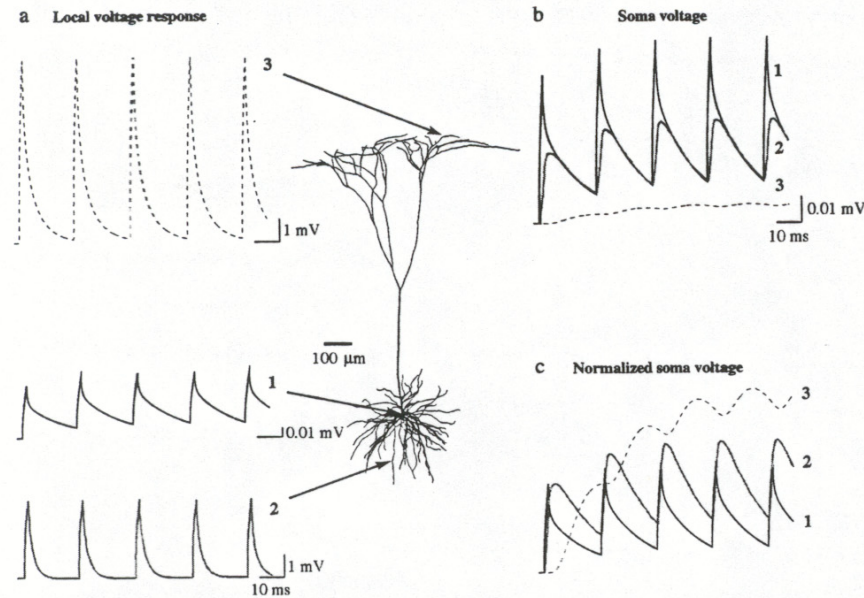 a Local voltage response
3
1 mV
100 μm
1
0.01 mV
2
1 mV
10 ms
b Soma voltage
1
2
3
0.01 mV
10 ms
c Normalized soma voltage
3
2
1